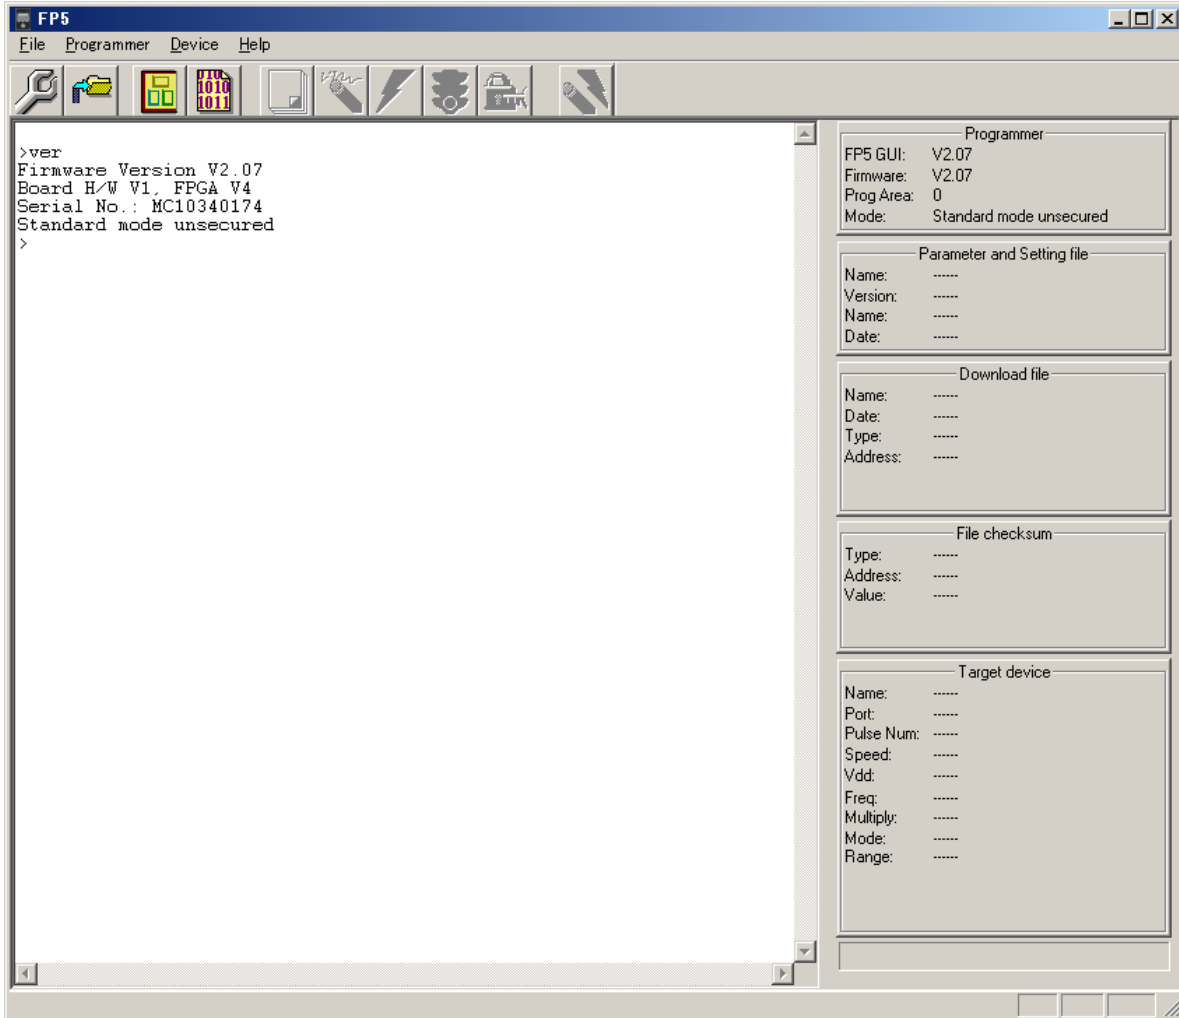 FP5
File Programmer Device Help
010
1010
1011
>ver
Firmware Version V2.07
Board H/W V1, FPGA V4
Serial No.: MC10340174
Standard mode unsecured
>
Programmer
FP5 GUI: V2.07
Firmware: V2.07
Prog Area: 0
Mode: Standard mode unsecured
Parameter and Setting file
Name: ------
Version: ------
Name: ------
Date: ------
Download file
Name: ------
Date: ------
Type: ------
Address: ------
File checksum
Type: ------
Address: ------
Value: ------
Target device
Name: ------
Port: ------
Pulse Num: ------
Speed: ------
Vdd: ------
Freq: ------
Multiply: ------
Mode: ------
Range: ------